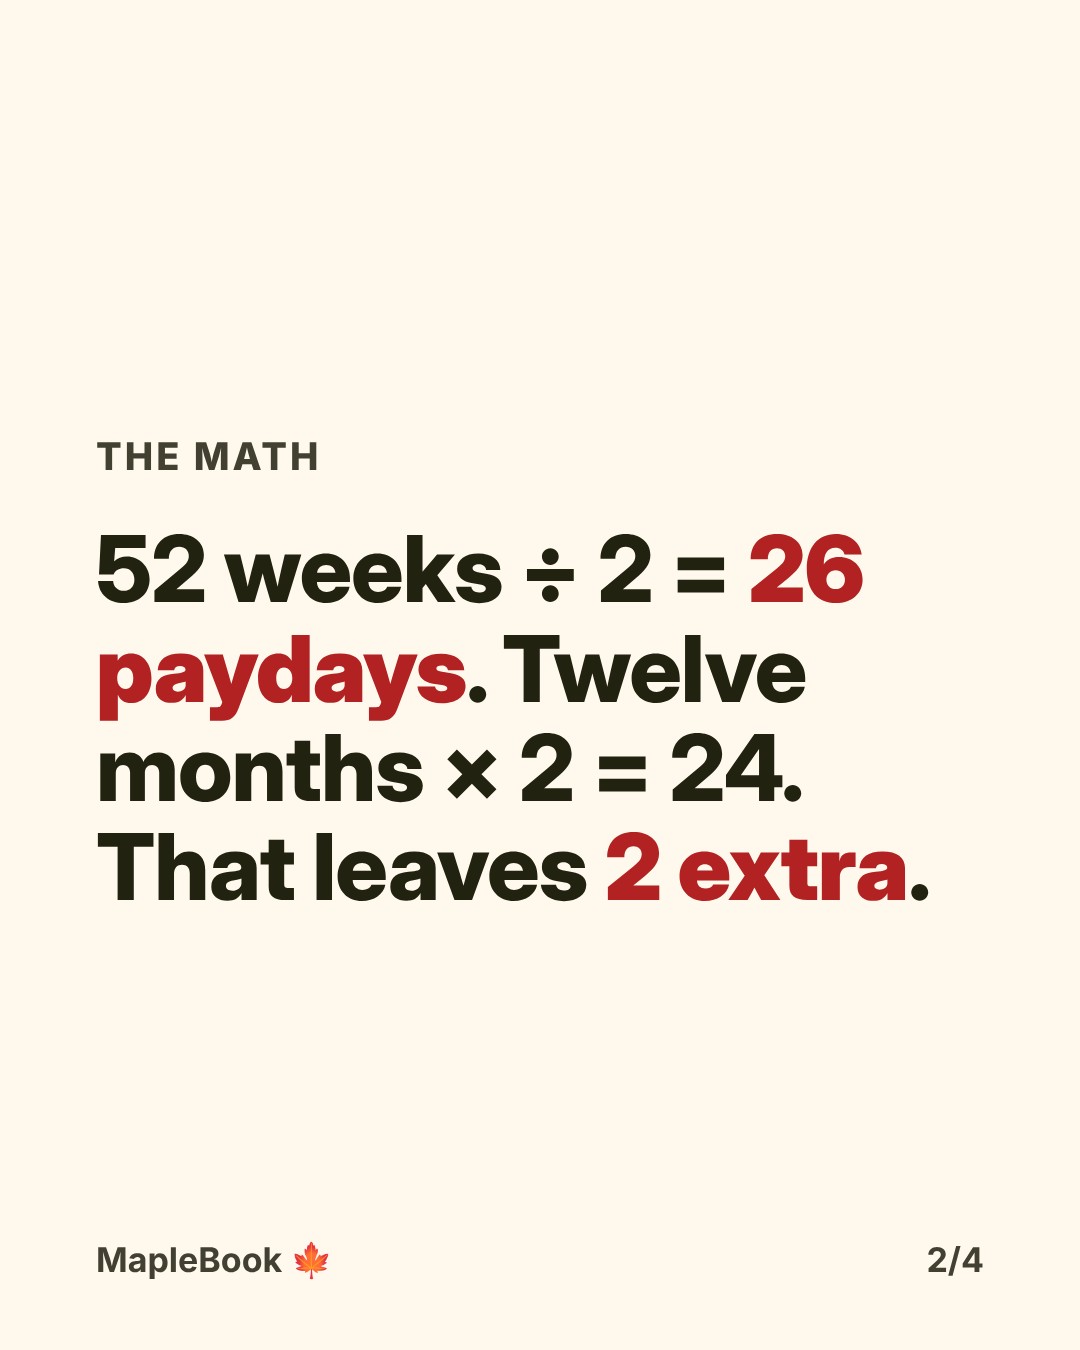 THE MATH
52 weeks ÷ 2 = 26
paydays. Twelve
months × 2 = 24.
That leaves 2 extra.
MapleBook 🍁
2/4